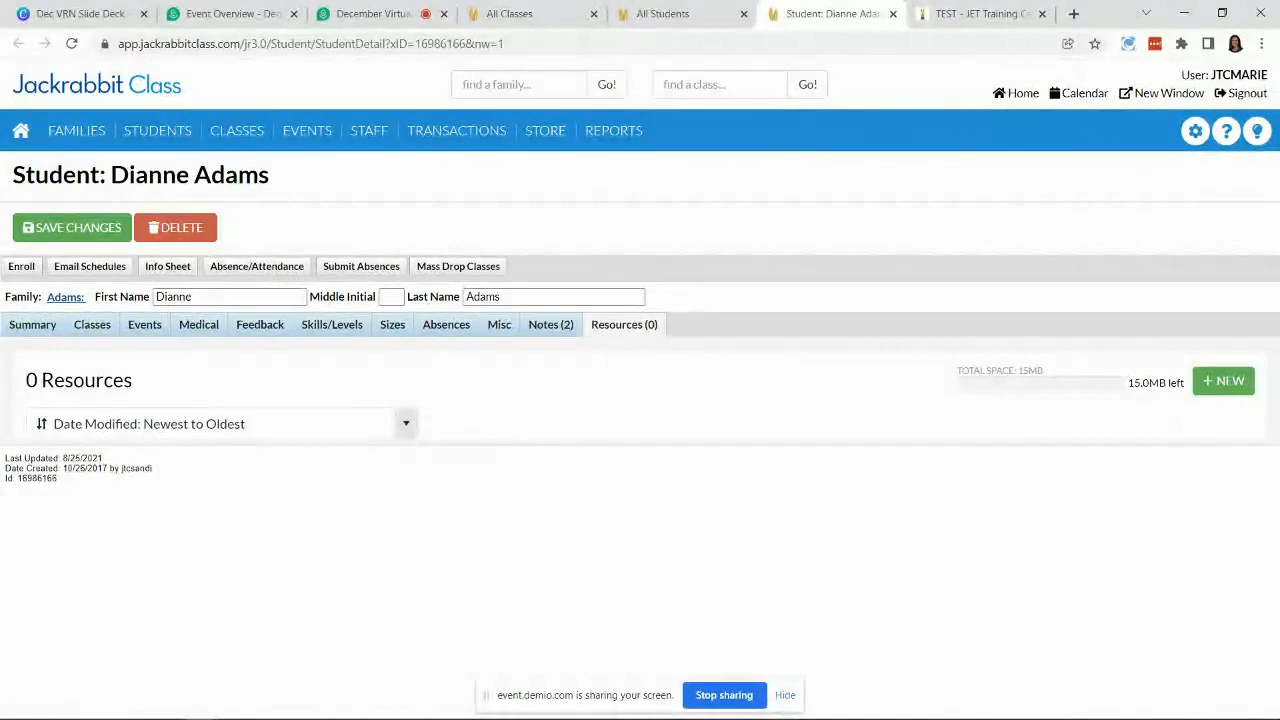 Dec VRN Slide Deck -
Event Overview - Dec
December Virtua
All Classes
All Students
Student: Dianne Adam
TEST - JET Training Ce
app.jackrabbitclass.com/jr3.0/Student/StudentDetail?xID=16986166&nw=1
Jackrabbit Class
find a family...
Go!
find a class...
Go!
User: JTCMARIE
Home
Calendar
New Window
Signout
FAMILIES
STUDENTS
CLASSES
EVENTS
STAFF
TRANSACTIONS
STORE
REPORTS
?
Student: Dianne Adams
SAVE CHANGES
DELETE
Enroll
Email Schedules
Info Sheet
Absence/Attendance
Submit Absences
Mass Drop Classes
Family: Adams: First Name Dianne Middle Initial Last Name Adams
Summary
Classes
Events
Medical
Feedback
Skills/Levels
Sizes
Absences
Misc
Notes (2)
Resources (0)
0 Resources
TOTAL SPACE: 15MB
15.0MB left
+ NEW
Date Modified: Newest to Oldest
Last Updated: 8/25/2021
Date Created: 10/26/2017 by jtcsandi
Id: 16986166
event.demio.com is sharing your screen.
Stop sharing
Hide